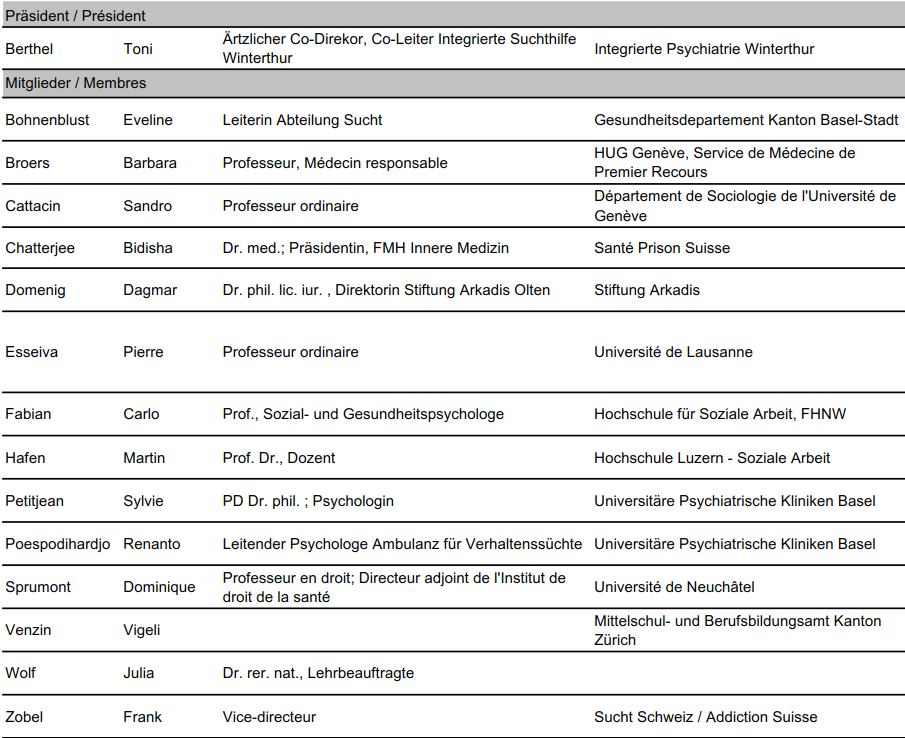 Präsident / Président
Berthel Toni Ärtzlicher Co-Direkor, Co-Leiter Integrierte Suchthilfe Winterthur Integrierte Psychiatrie Winterthur
Mitglieder / Membres
Bohnenblust Eveline Leiterin Abteilung Sucht Gesundheitsdepartement Kanton Basel-Stadt
Broers Barbara Professeur, Médecin responsable HUG Genève, Service de Médecine de Premier Recours
Cattacin Sandro Professeur ordinaire Département de Sociologie de l'Université de Genève
Chatterjee Bidisha Dr. med.; Präsidentin, FMH Innere Medizin Santé Prison Suisse
Domenig Dagmar Dr. phil. lic. iur. , Direktorin Stiftung Arkadis Olten Stiftung Arkadis
Esseiva Pierre Professeur ordinaire Université de Lausanne
Fabian Carlo Prof., Sozial- und Gesundheitspsychologe Hochschule für Soziale Arbeit, FHNW
Hafen Martin Prof. Dr., Dozent Hochschule Luzern - Soziale Arbeit
Petitjean Sylvie PD Dr. phil. ; Psychologin Universitäre Psychiatrische Kliniken Basel
Poespodihardjo Renanto Leitender Psychologe Ambulanz für Verhaltenssüchte Universitäre Psychiatrische Kliniken Basel
Sprumont Dominique Professeur en droit; Directeur adjoint de l'Institut de droit de la santé Université de Neuchâtel
Venzin Vigeli Mittelschul- und Berufsbildungsamt Kanton Zürich
Wolf Julia Dr. rer. nat., Lehrbeauftragte
Zobel Frank Vice-directeur Sucht Schweiz / Addiction Suisse